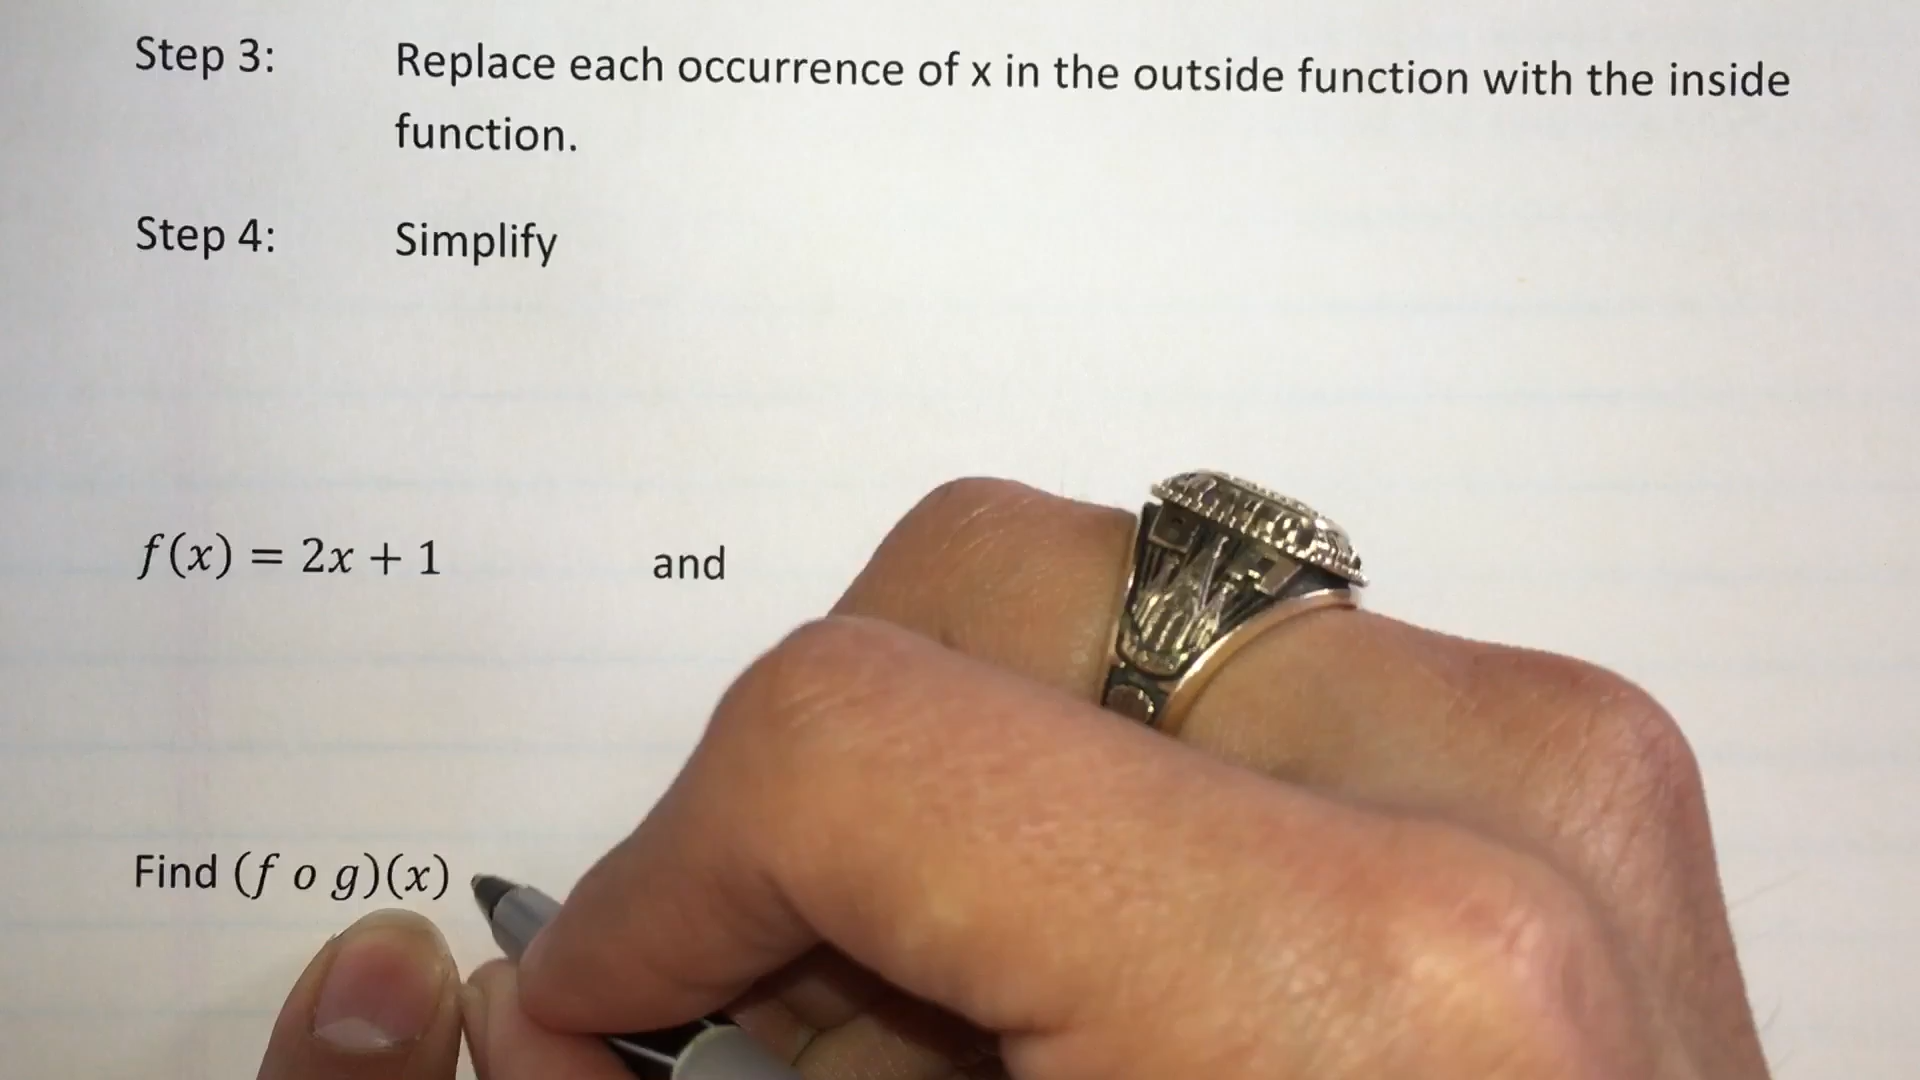 Step 3: Replace each occurrence of x in the outside function with the inside
function.
Step 4: Simplify
f(x) = 2x + 1 and
Find (f o g)(x)